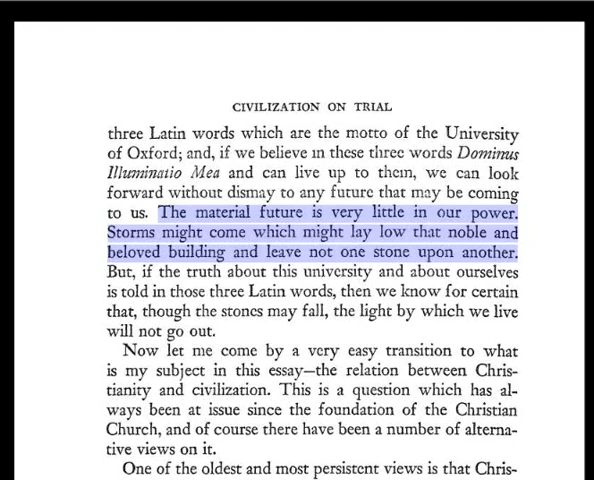 CIVILIZATION ON TRIAL
three Latin words which are the motto of the University
of Oxford; and, if we believe in these three words Dominus
Illuminatio Mea and can live up to them, we can look
forward without dismay to any future that may be coming
to us. The material future is very little in our power.
Storms might come which might lay low that noble and
beloved building and leave not one stone upon another.
But, if the truth about this university and about ourselves
is told in those three Latin words, then we know for certain
that, though the stones may fall, the light by which we live
will not go out.
Now let me come by a very easy transition to what
is my subject in this essay—the relation between Chris-
tianity and civilization. This is a question which has al-
ways been at issue since the foundation of the Christian
Church, and of course there have been a number of alterna-
tive views on it.
One of the oldest and most persistent views is that Chris-